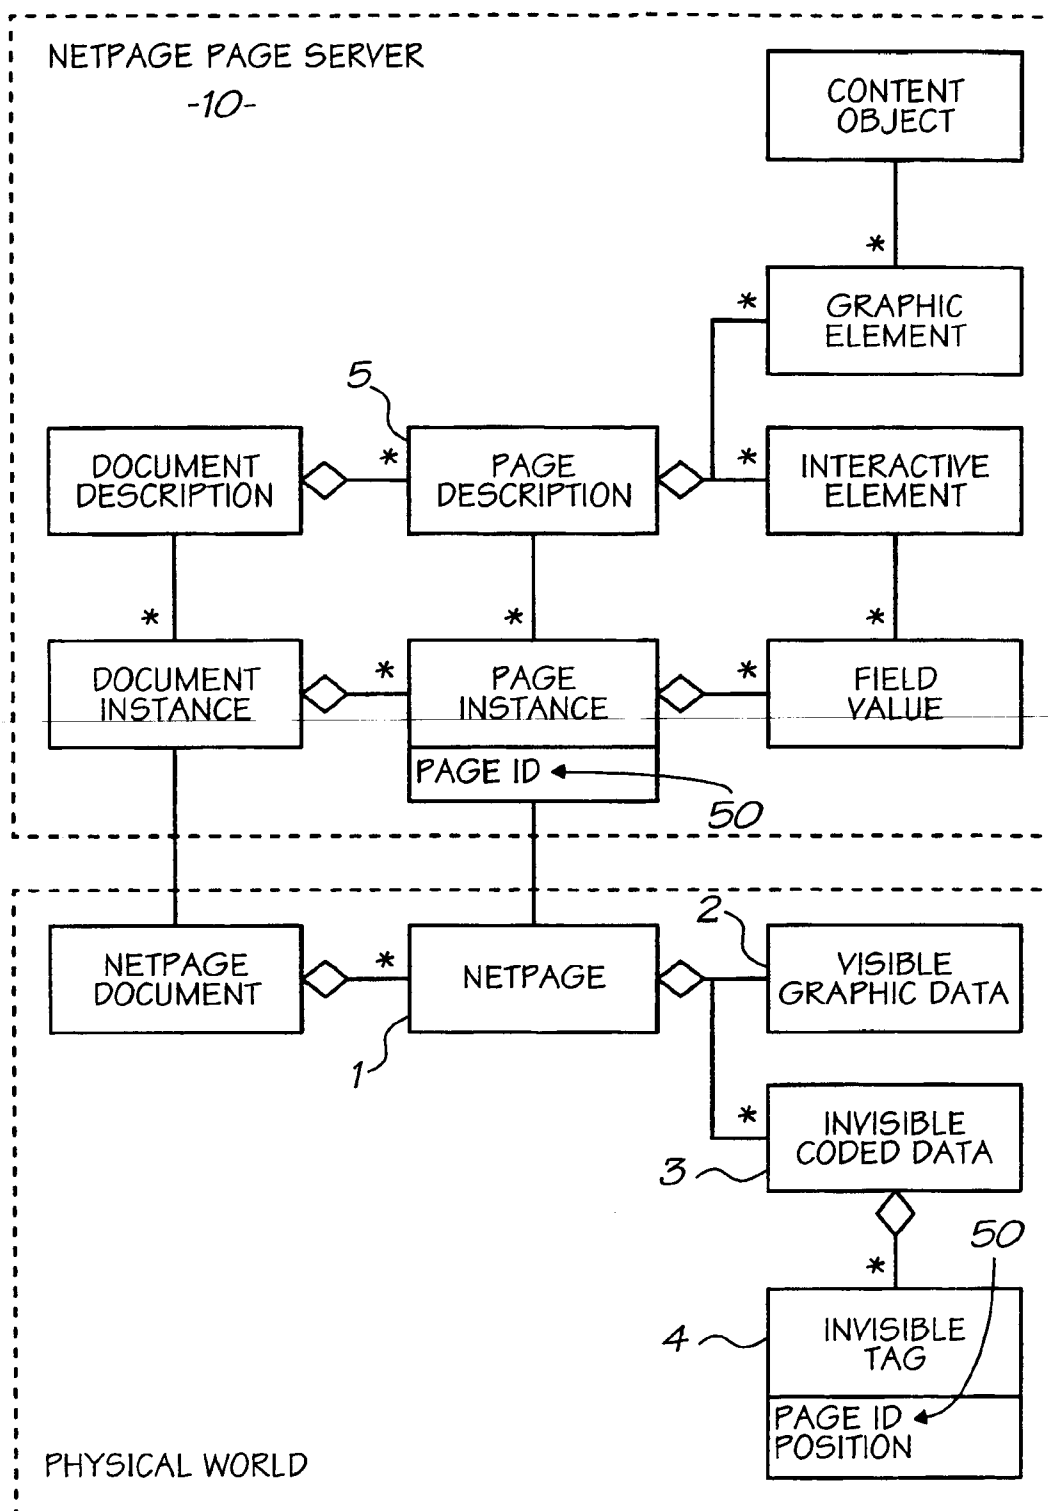 NETPAGE PAGE SERVER
-10-
CONTENT
OBJECT
*
GRAPHIC
ELEMENT
*
5
DOCUMENT
DESCRIPTION
*
PAGE
DESCRIPTION
*
INTERACTIVE
ELEMENT
*
*
*
DOCUMENT
INSTANCE
*
PAGE
INSTANCE
*
FIELD
VALUE
PAGE ID
50
NETPAGE
DOCUMENT
*
NETPAGE
1
2
VISIBLE
GRAPHIC DATA
*
INVISIBLE
CODED DATA
3
*
50
4
INVISIBLE
TAG
PAGE ID
POSITION
PHYSICAL WORLD